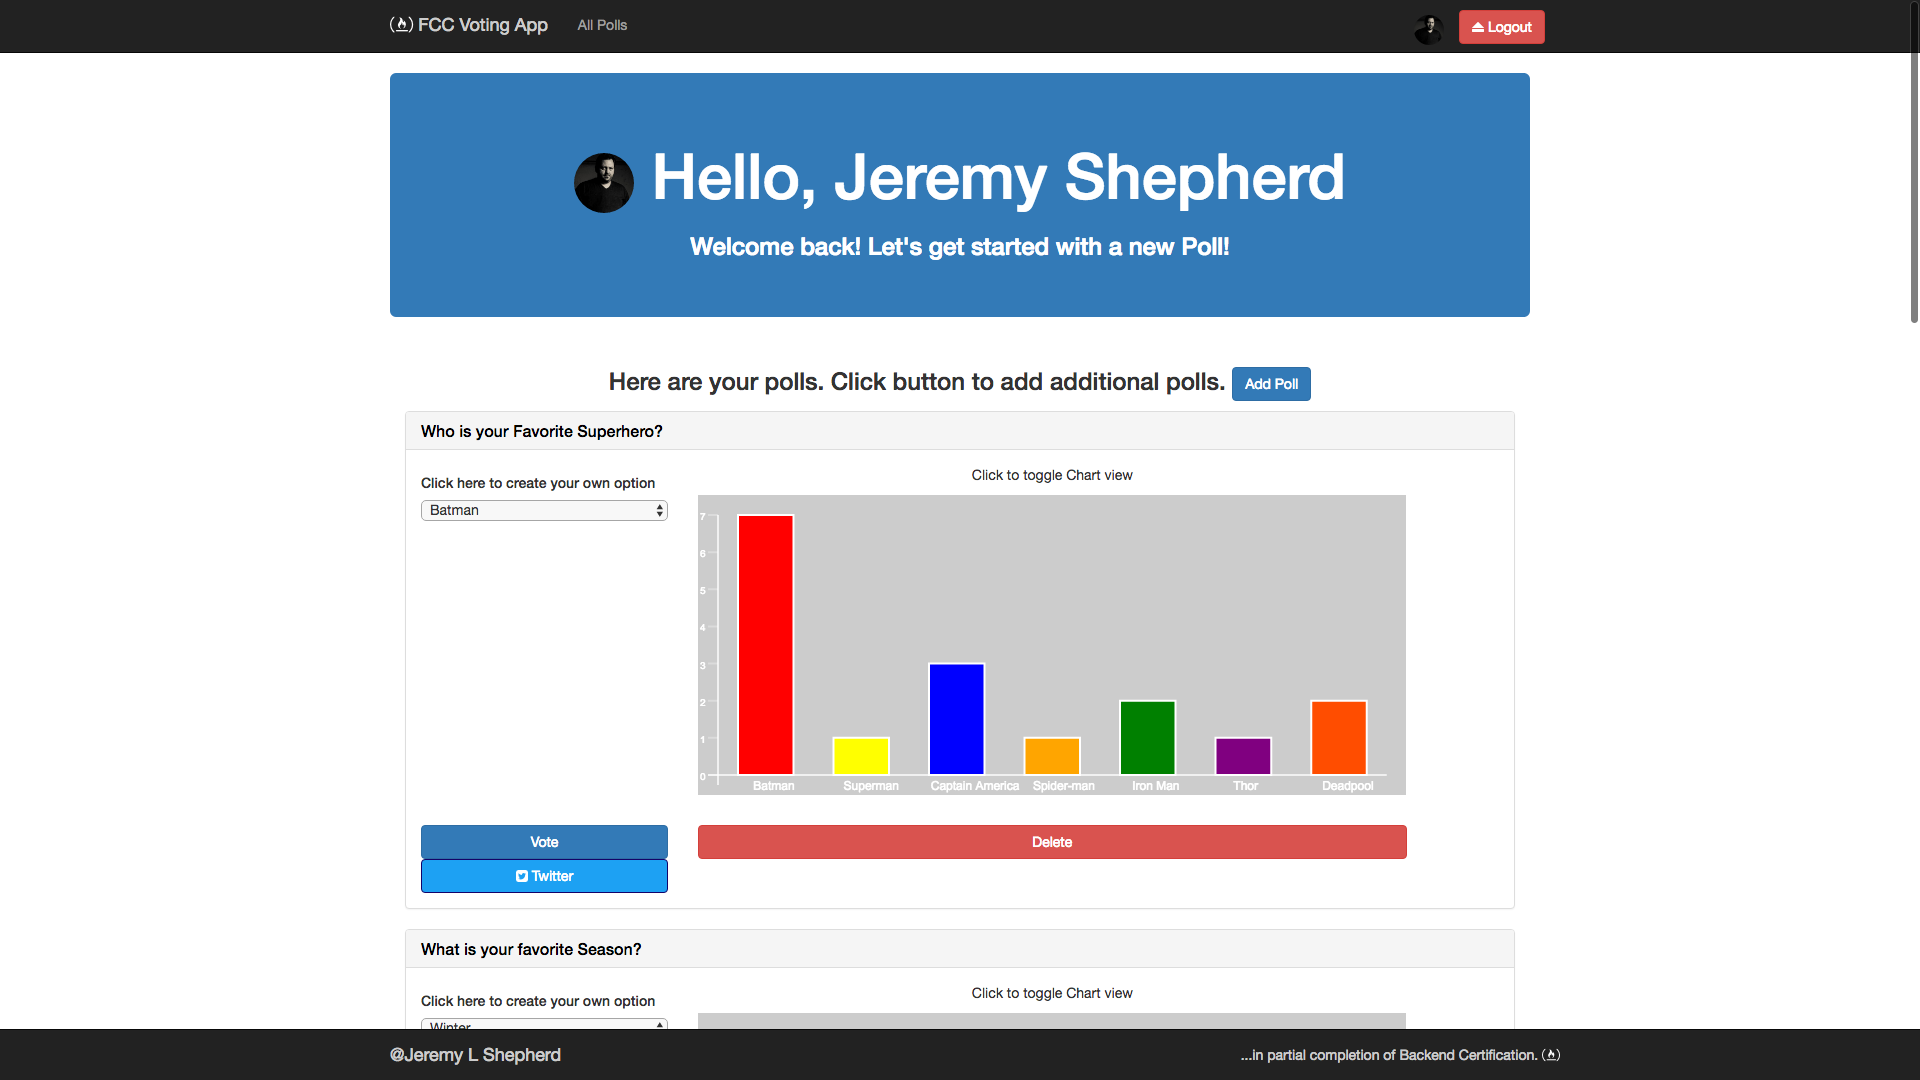 FCC Voting App All Polls Logout
Hello, Jeremy Shepherd
Welcome back! Let's get started with a new Poll!
Here are your polls. Click button to add additional polls. Add Poll
Who is your Favorite Superhero?
Click here to create your own option
Batman
Click to toggle Chart view
7
6
5
4
3
2
1
0
Batman Superman Captain America Spider-man Iron Man Thor Deadpool
Vote
Delete
Twitter
What is your favorite Season?
Click here to create your own option
Winter
Click to toggle Chart view
@Jeremy L Shepherd
...in partial completion of Backend Certification.